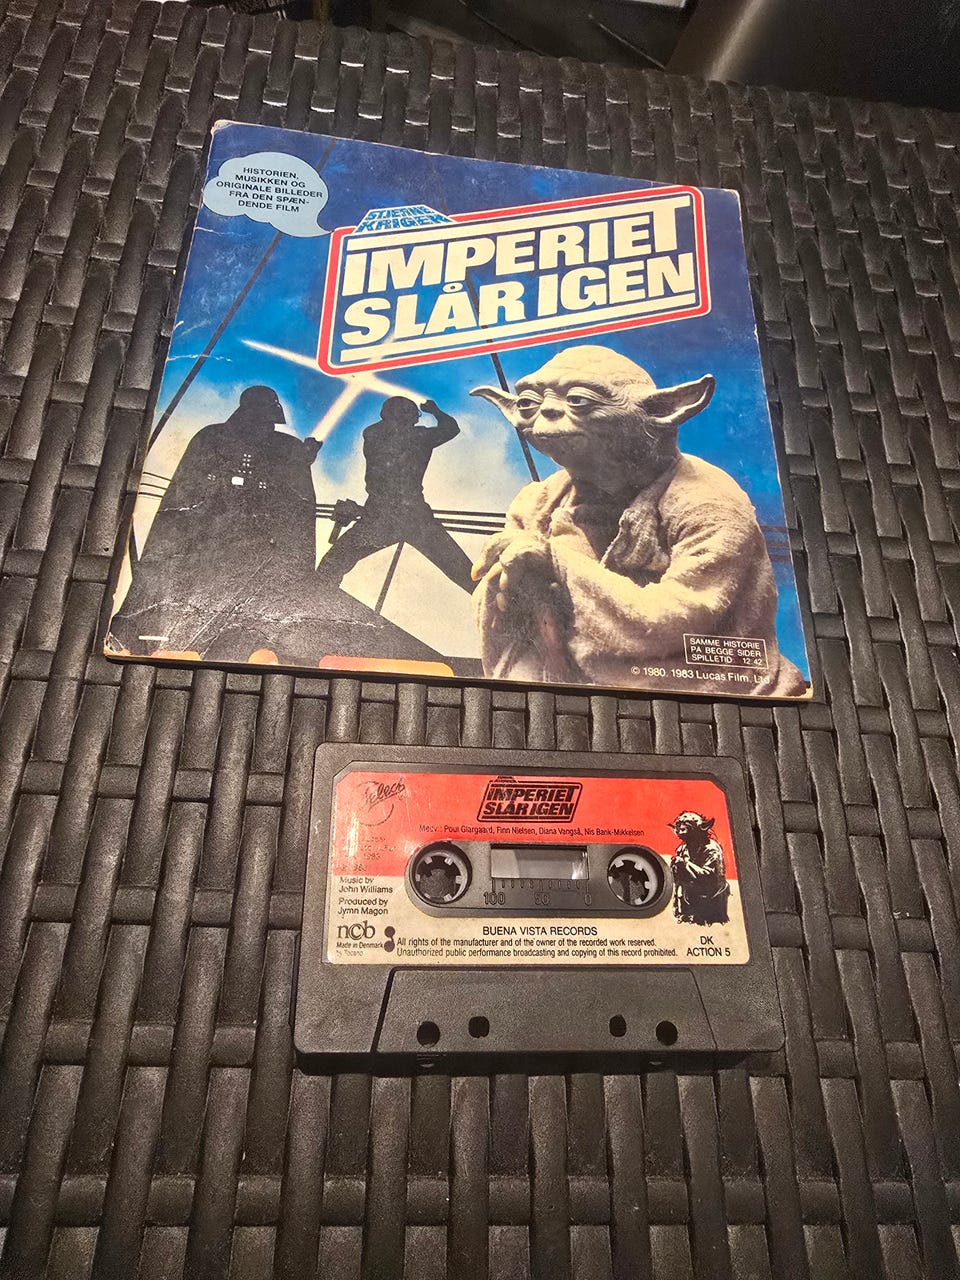 HISTORIEN,
MUSIKKEN OG
ORIGINALE BILLEDER
FRA DEN SPÆN-
DENDE FILM
STJERNE
KRIGEN
IMPERIET
SLÅR IGEN
SAMME HISTORIE
PÅ BEGGE SIDER
SPILLETID 12:42
© 1980, 1983 Lucas Film. Ltd
Select
IMPERIET
SLÅR IGEN
Medv.: Poul Glargaard, Finn Nielsen, Diana Vangså, Nis Bank-Mikkelsen
1983
Music by
John Williams
Produced by
Jymn Magon
ncb
Made in Denmark
100 50 0
BUENA VISTA RECORDS
All rights of the manufacturer and of the owner of the recorded work reserved.
Unauthorized public performance broadcasting and copying of this record prohibited.
DK
ACTION 5